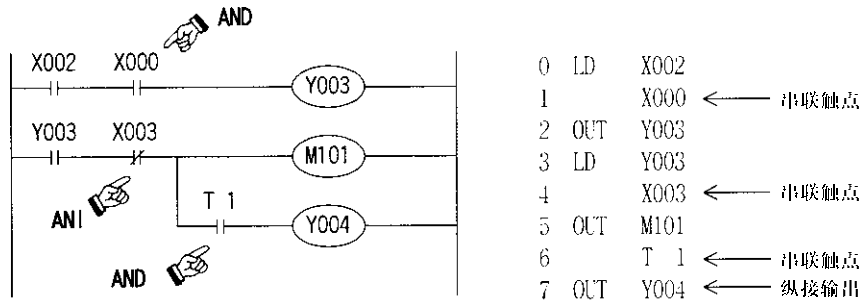 AND
X002 X000
Y003
Y003 X003
M101
ANI
T 1
Y004
AND
0 LD X002
1 X000 ← 串联触点
2 OUT Y003
3 LD Y003
4 X003 ← 串联触点
5 OUT M101
6 T 1 ← 串联触点
7 OUT Y004 ← 纵接输出